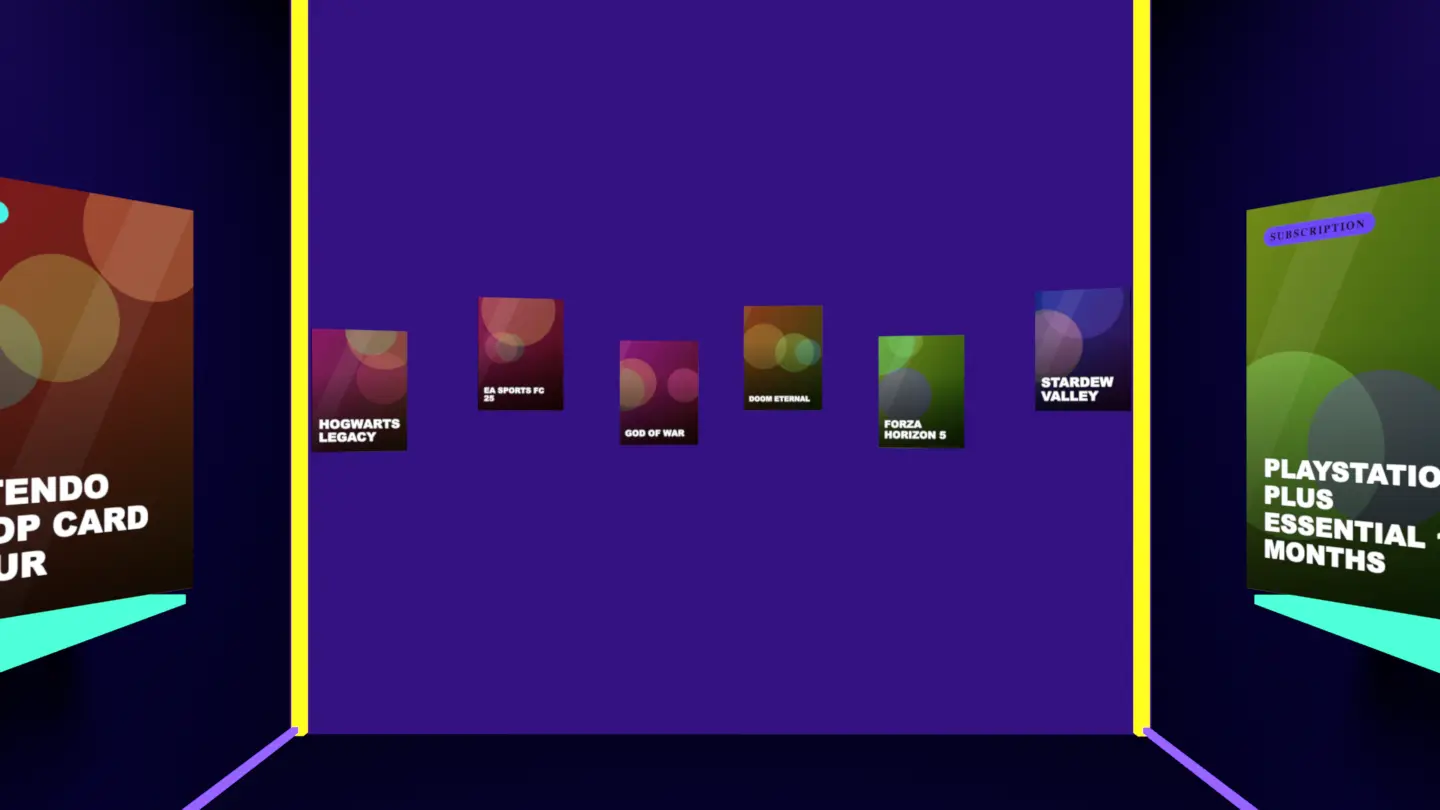 TENDO
OP CARD
UR
HOGWARTS
LEGACY
EA SPORTS FC
25
GOD OF WAR
DOOM ETERNAL
FORZA
HORIZON 5
STARDEW
VALLEY
SUBSCRIPTION
PLAYSTATIO
PLUS
ESSENTIAL
MONTHS